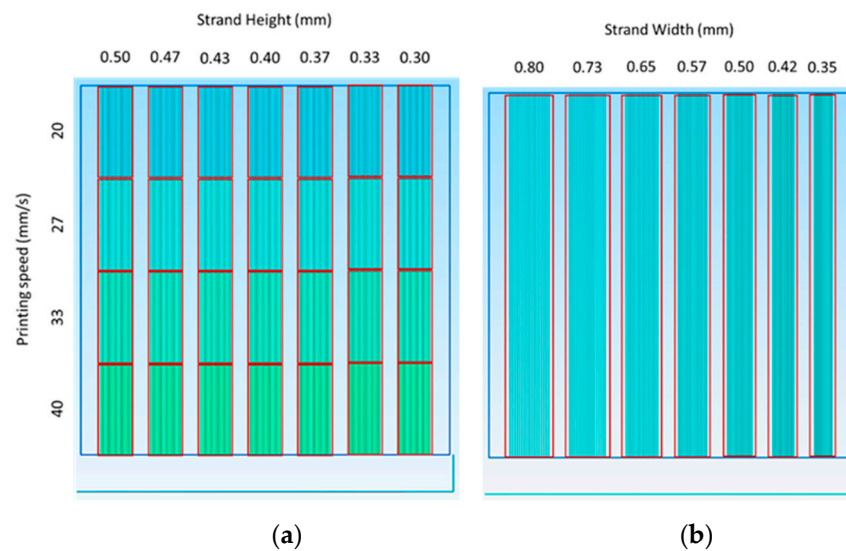 Strand Height (mm)
0.50 0.47 0.43 0.40 0.37 0.33 0.30
Printing speed (mm/s)
20
27
33
40
(a)
Strand Width (mm)
0.80 0.73 0.65 0.57 0.50 0.42 0.35
(b)